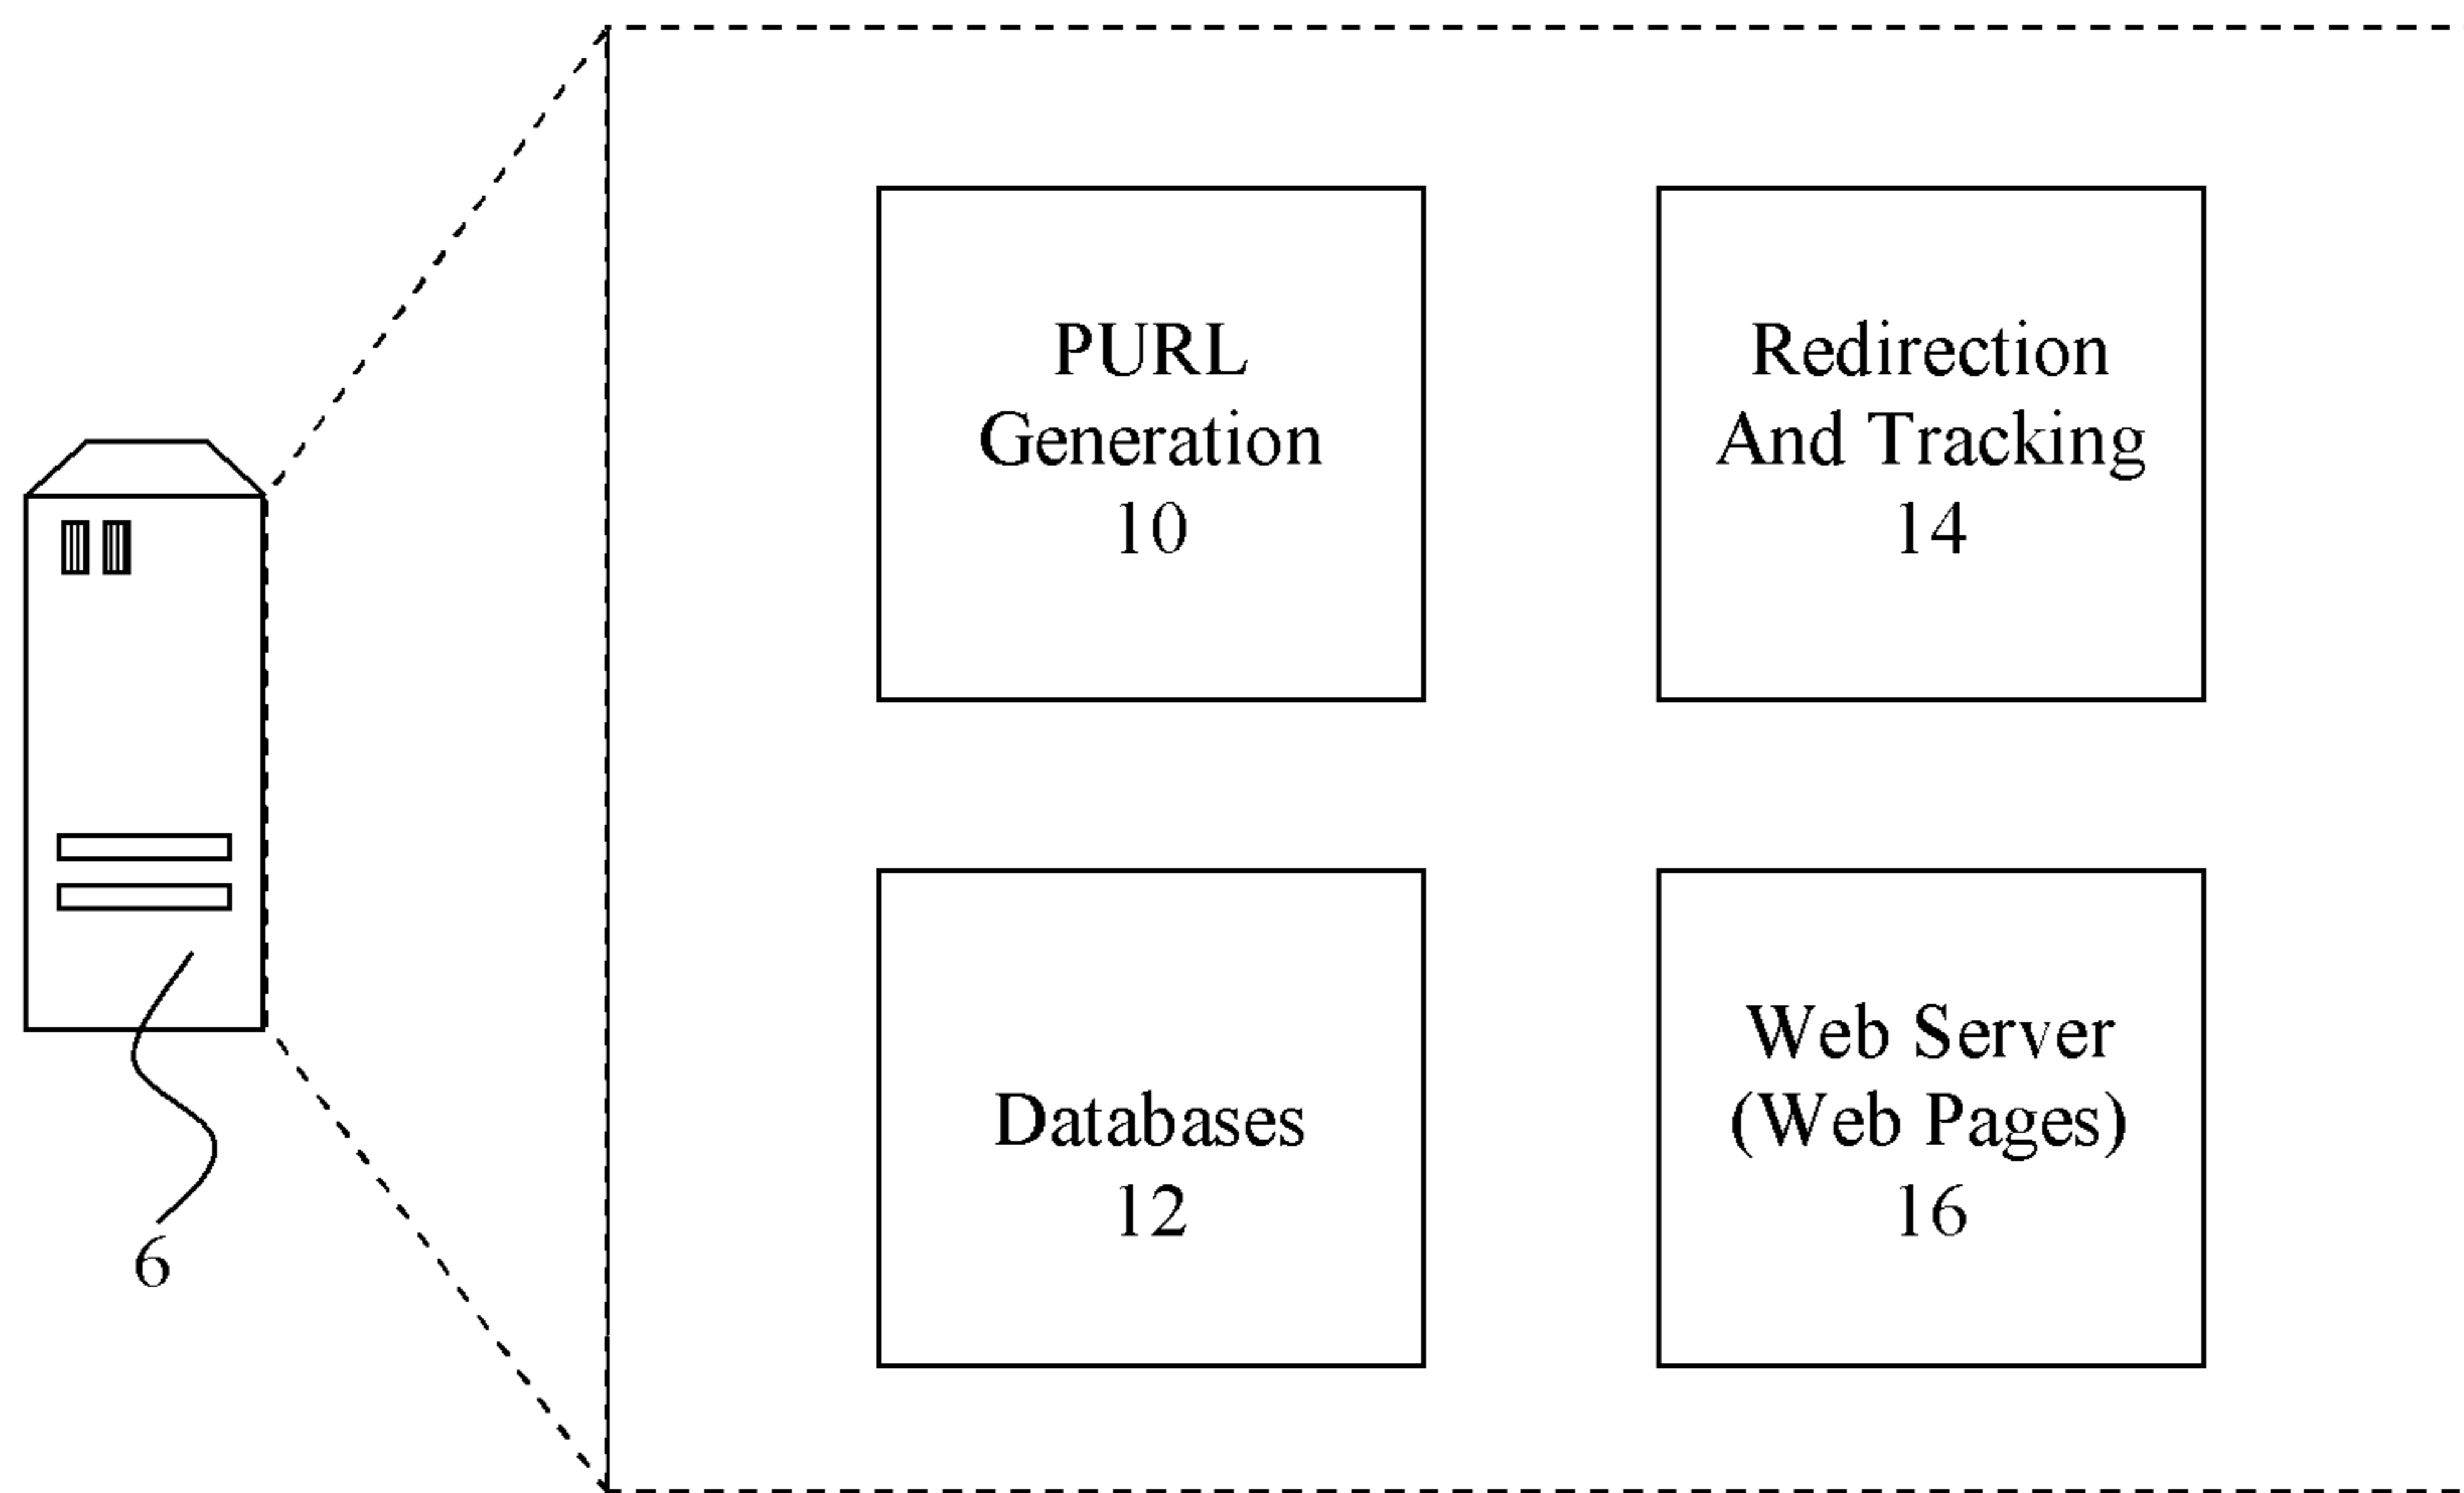 PURL
Generation
10
Redirection
And Tracking
14
Databases
12
Web Server
(Web Pages)
16
6